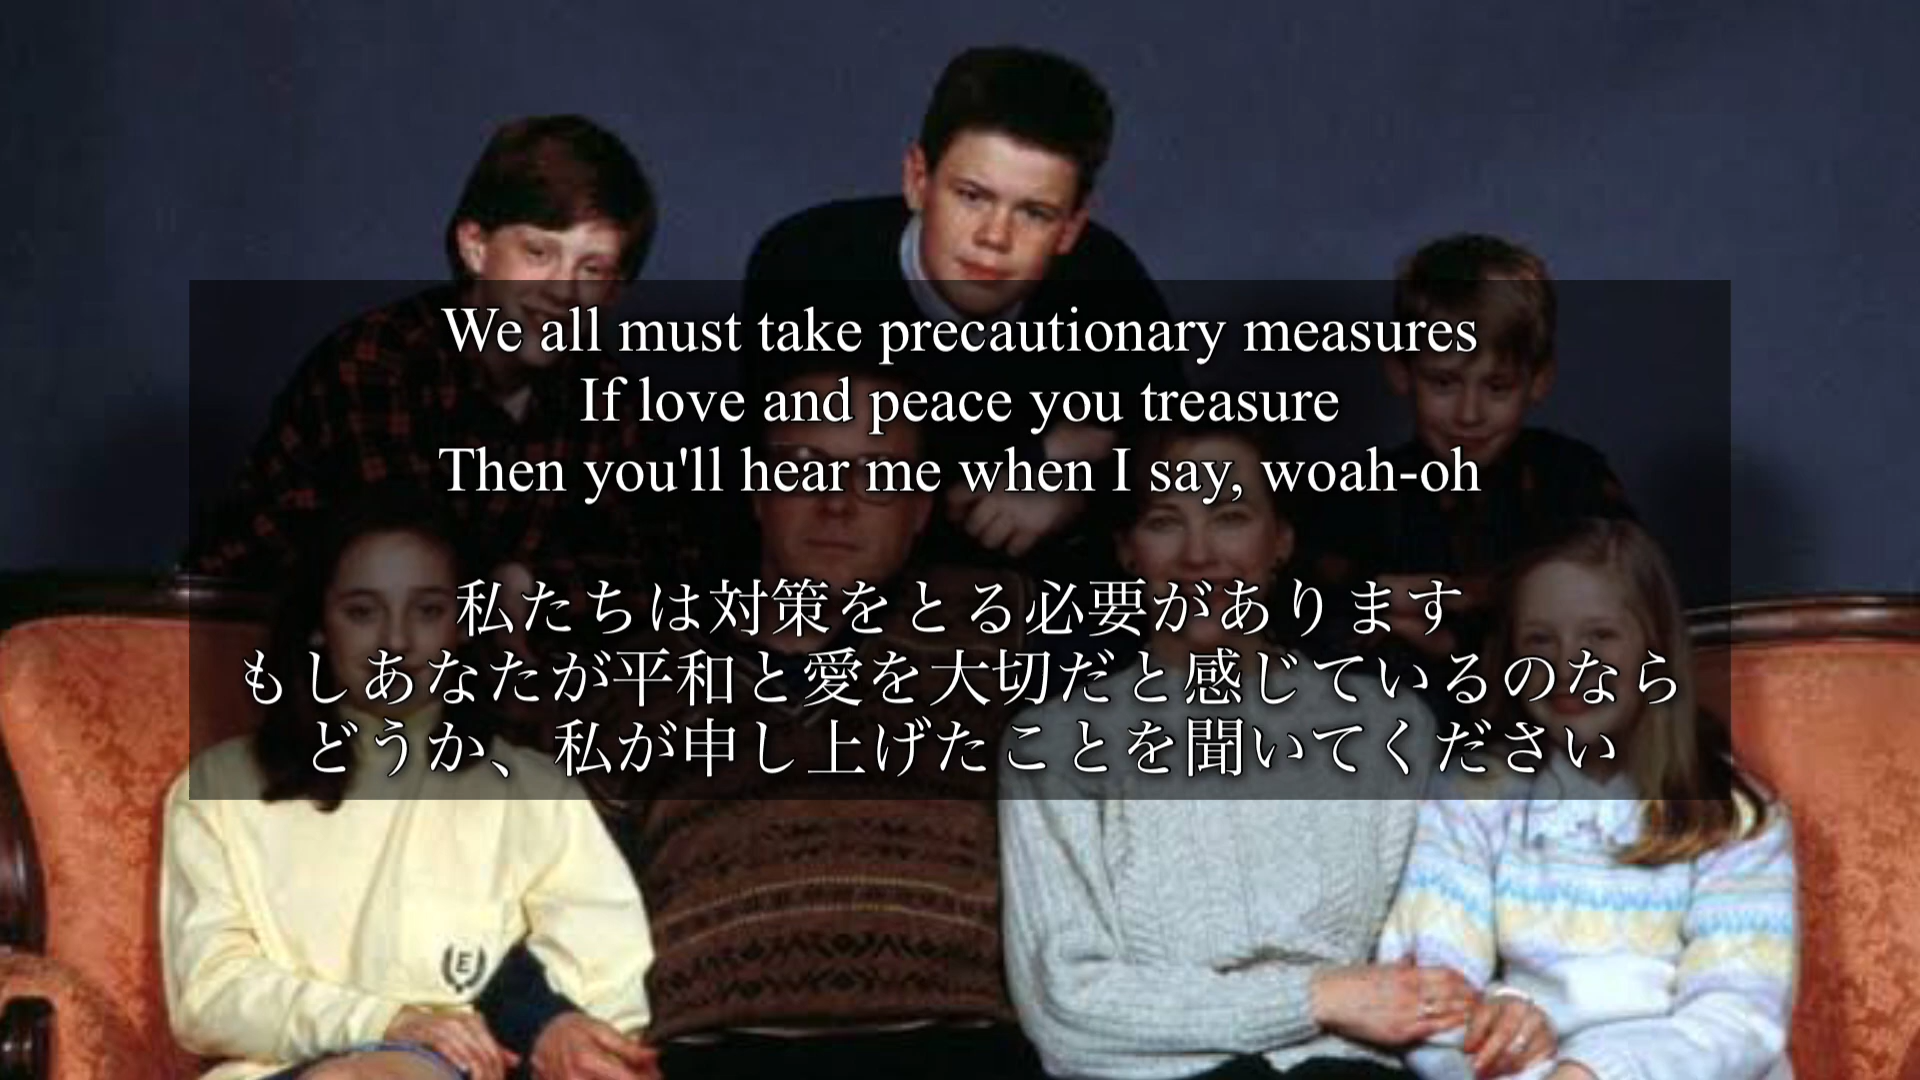 We all must take precautionary measures
If love and peace you treasure
Then you'll hear me when I say, woah-oh
私たちは対策をとる必要があります
もしあなたが平和と愛を大切だと感じているのなら
どうか、私が申し上げたことを聞いてください
E